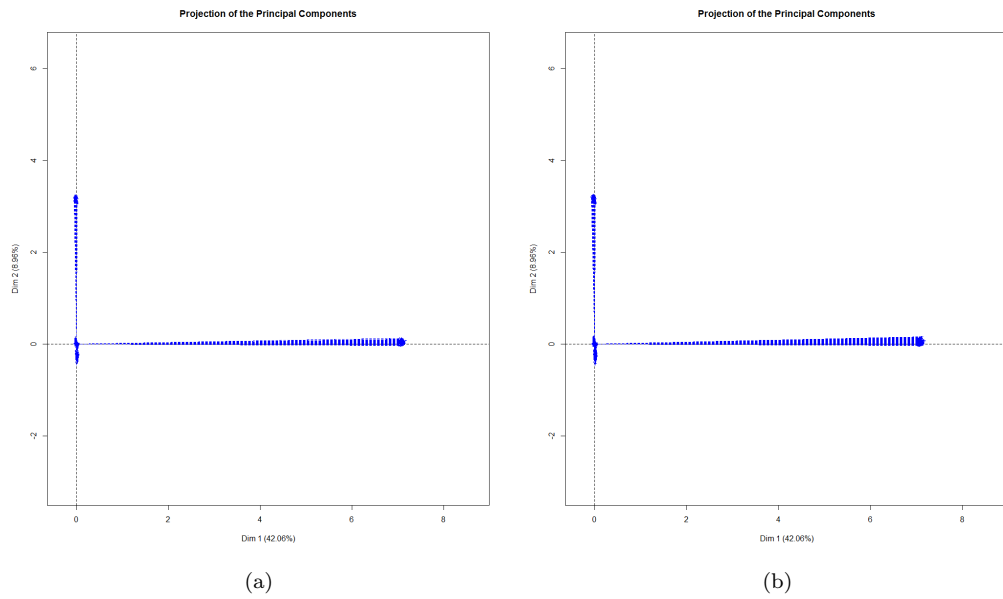 Projection of the Principal Components
6
4
2
0
-2
Dim 2 (8.96%)
0 2 4 6 8
Dim 1 (42.06%)
(a)
Projection of the Principal Components
6
4
2
0
-2
Dim 2 (8.96%)
0 2 4 6 8
Dim 1 (42.06%)
(b)